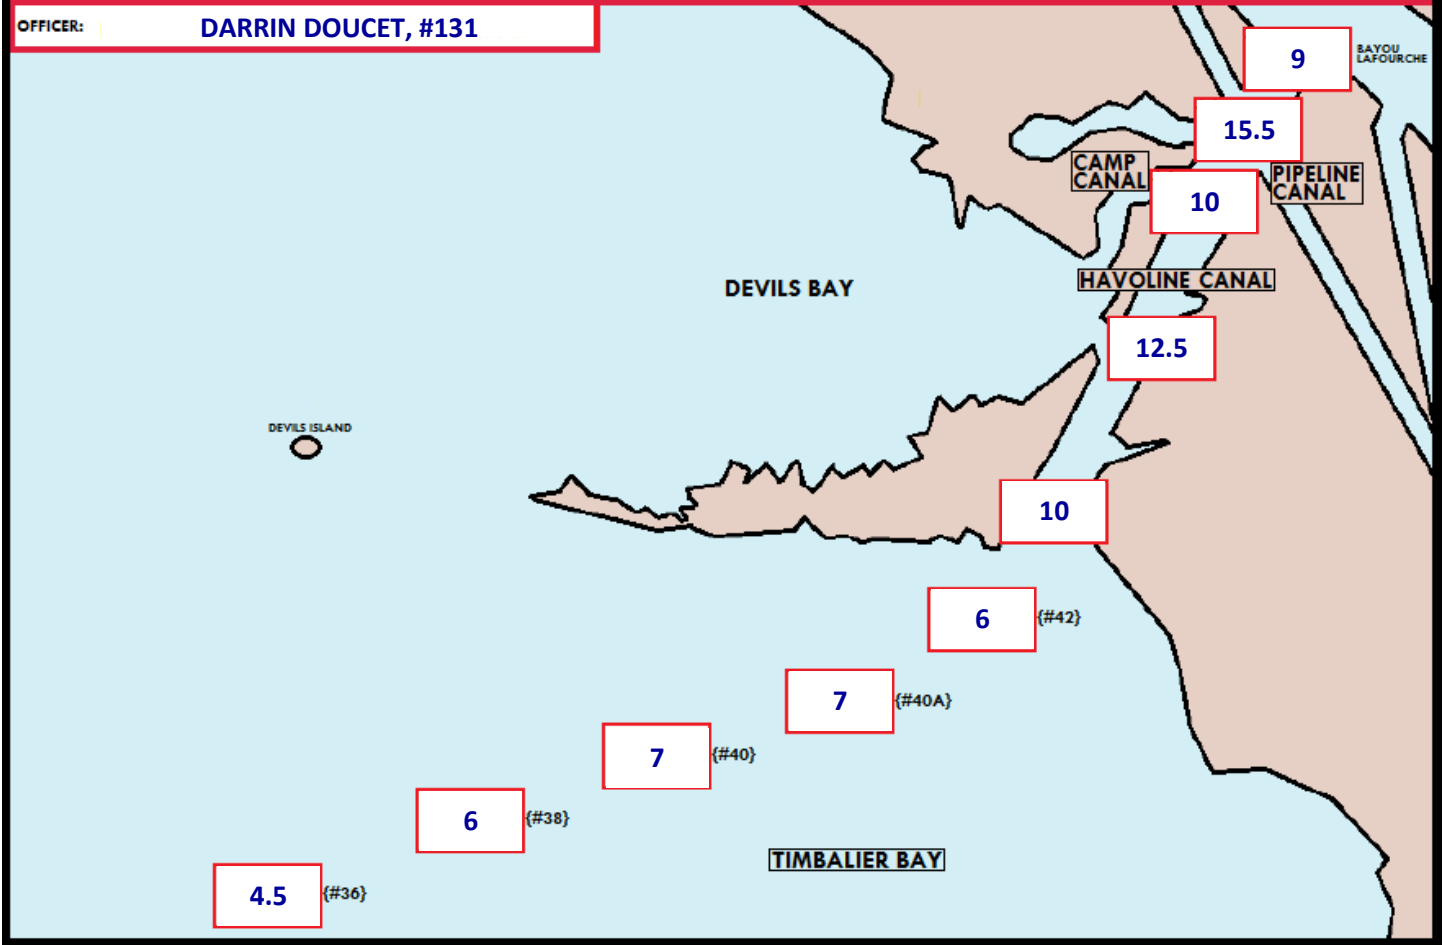 OFFICER: DARRIN DOUCET, #131
9
BAYOU
LAFOURCHE
15.5
CAMP
CANAL
PIPELINE
CANAL
10
HAVOLINE CANAL
DEVILS BAY
12.5
DEVILS ISLAND
10
6 {#42}
7 {#40A}
7 {#40}
6 {#38}
TIMBALIER BAY
4.5 {#36}